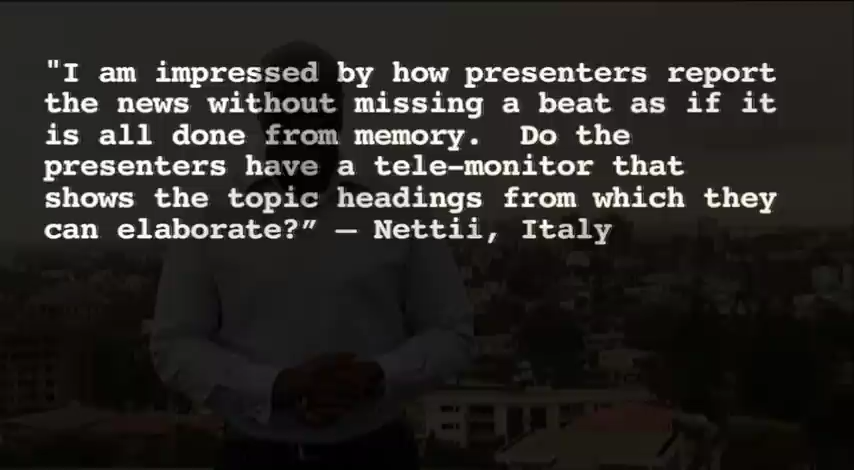 "I am impressed by how presenters report
the news without missing a beat as if it
is all done from memory.  Do the
presenters have a tele-monitor that
shows the topic headings from which they
can elaborate?” — Nettii, Italy